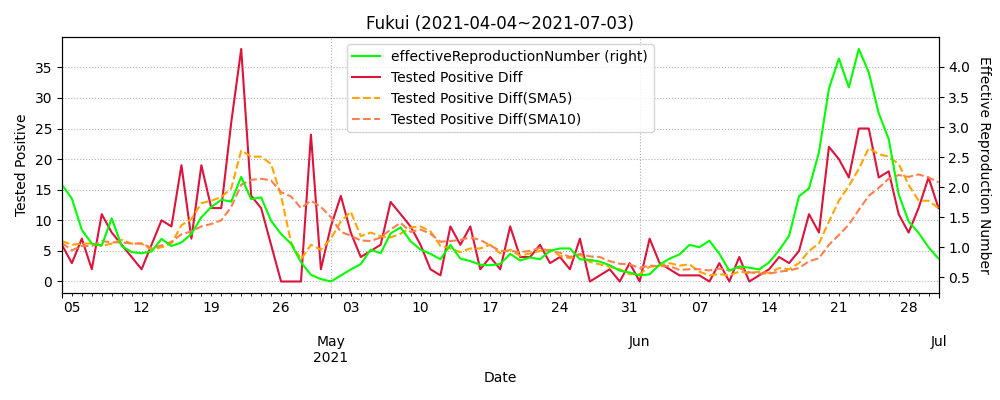 Fukui (2021-04-04~2021-07-03)
effectiveReproductionNumber (right)
Tested Positive Diff
Tested Positive Diff(SMA5)
Tested Positive Diff(SMA10)
Tested Positive
35
30
25
20
15
10
5
0
4.0
3.5
3.0
2.5
2.0
1.5
1.0
0.5
Effective Reproduction Number
05 12 19 26 03 10 17 24 31 07 14 21 28
May Jun Jul
2021
Date